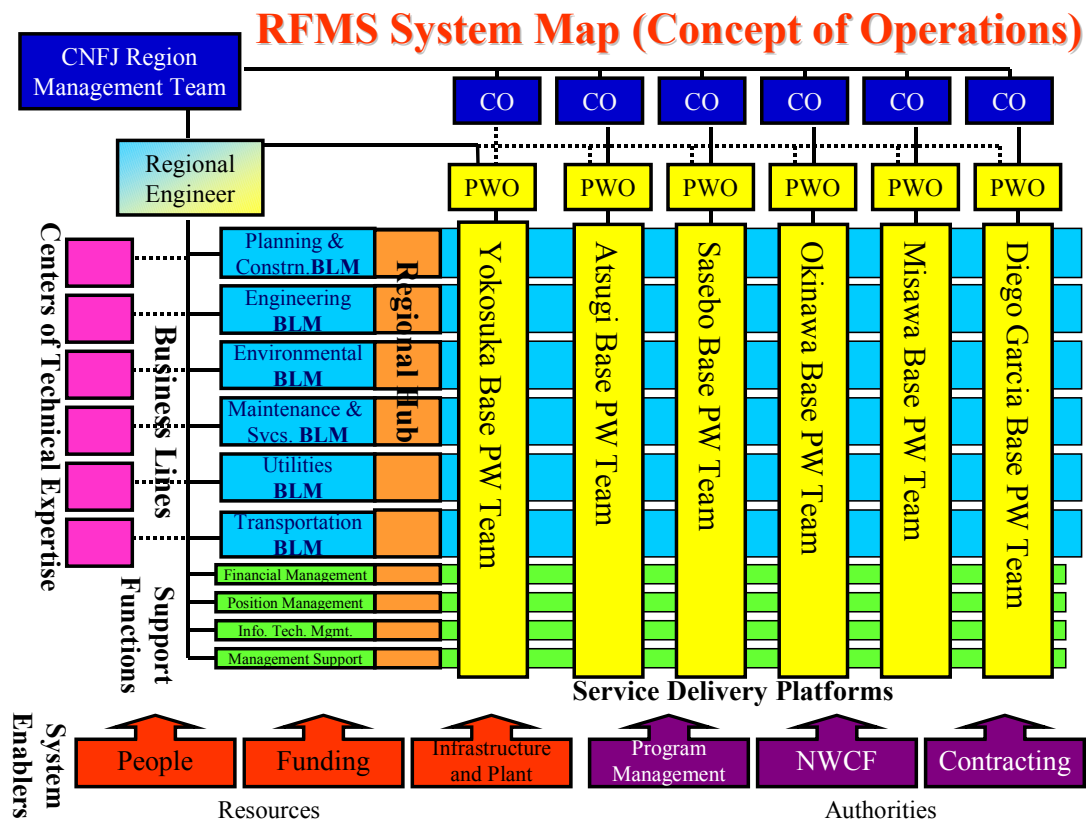 RFMS System Map (Concept of Operations)
CNFJ Region
Management Team
CO
CO
CO
CO
CO
CO
Regional
Engineer
PWO
PWO
PWO
PWO
PWO
PWO
Centers of Technical Expertise
Business Lines
Planning &
Constrn.BLM
Engineering
BLM
Environmental
BLM
Maintenance &
Svcs. BLM
Utilities
BLM
Transportation
BLM
Regional Hub
Yokosuka Base PW Team
Atsugi Base PW Team
Sasebo Base PW Team
Okinawa Base PW Team
Misawa Base PW Team
Diego Garcia Base PW Team
Support
Functions
Financial Management
Position Management
Info. Tech. Mgmt.
Management Support
Service Delivery Platforms
System
Enablers
People
Funding
Infrastructure
and Plant
Program
Management
NWCF
Contracting
Resources
Authorities